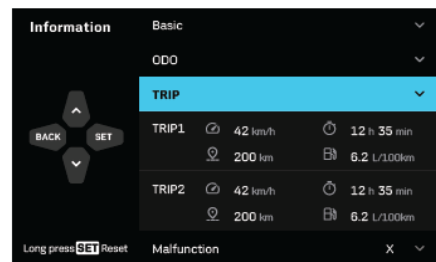 Information
Basic
ODO
TRIP
BACK SET
TRIP1 42 km/h 12 h 35 min
200 km 6.2 L/100km
TRIP2 42 km/h 12 h 35 min
200 km 6.2 L/100km
Long press SET Reset
Malfunction X